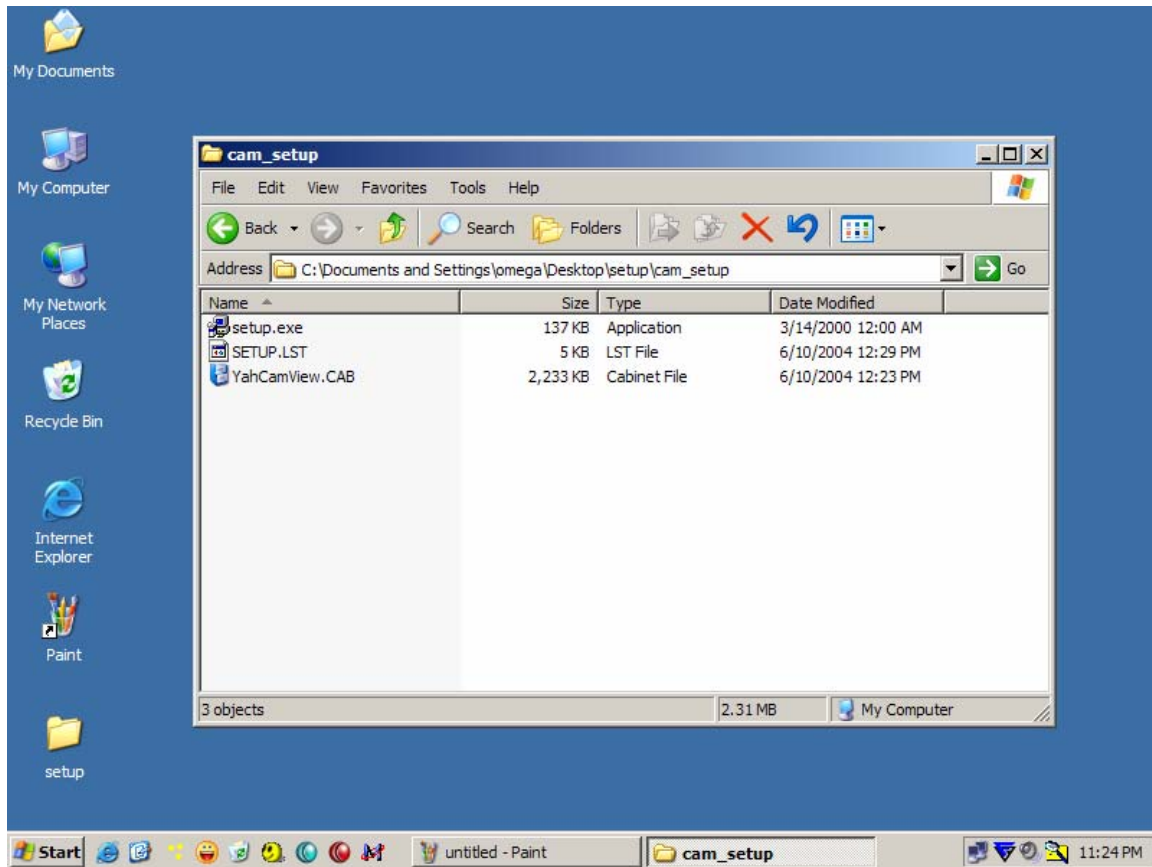 My Documents
My Computer
My Network
Places
Recycle Bin
Internet
Explorer
Paint
setup
cam_setup
File Edit View Favorites Tools Help
Back Search Folders
Address C:\Documents and Settings\omega\Desktop\setup\cam_setup Go
Name Size Type Date Modified
setup.exe 137 KB Application 3/14/2000 12:00 AM
SETUP.LST 5 KB LST File 6/10/2004 12:29 PM
YahCamView.CAB 2,233 KB Cabinet File 6/10/2004 12:23 PM
3 objects 2.31 MB My Computer
Start untitled - Paint cam_setup 11:24 PM